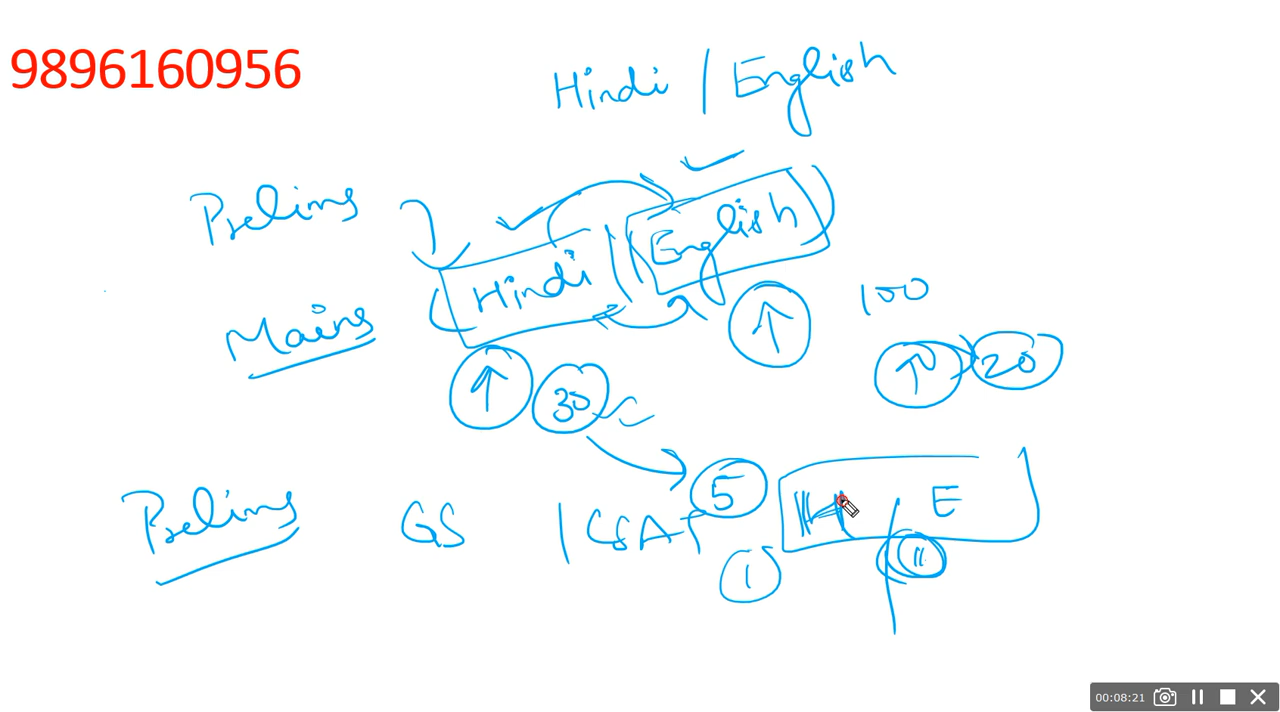 9896160956
Hindi / English
Prelims
Hindi English
Mains
100
↑ ↑ 20
↑ 30
Prelims GS / CSAT 5 H E
1 11
00:08:21